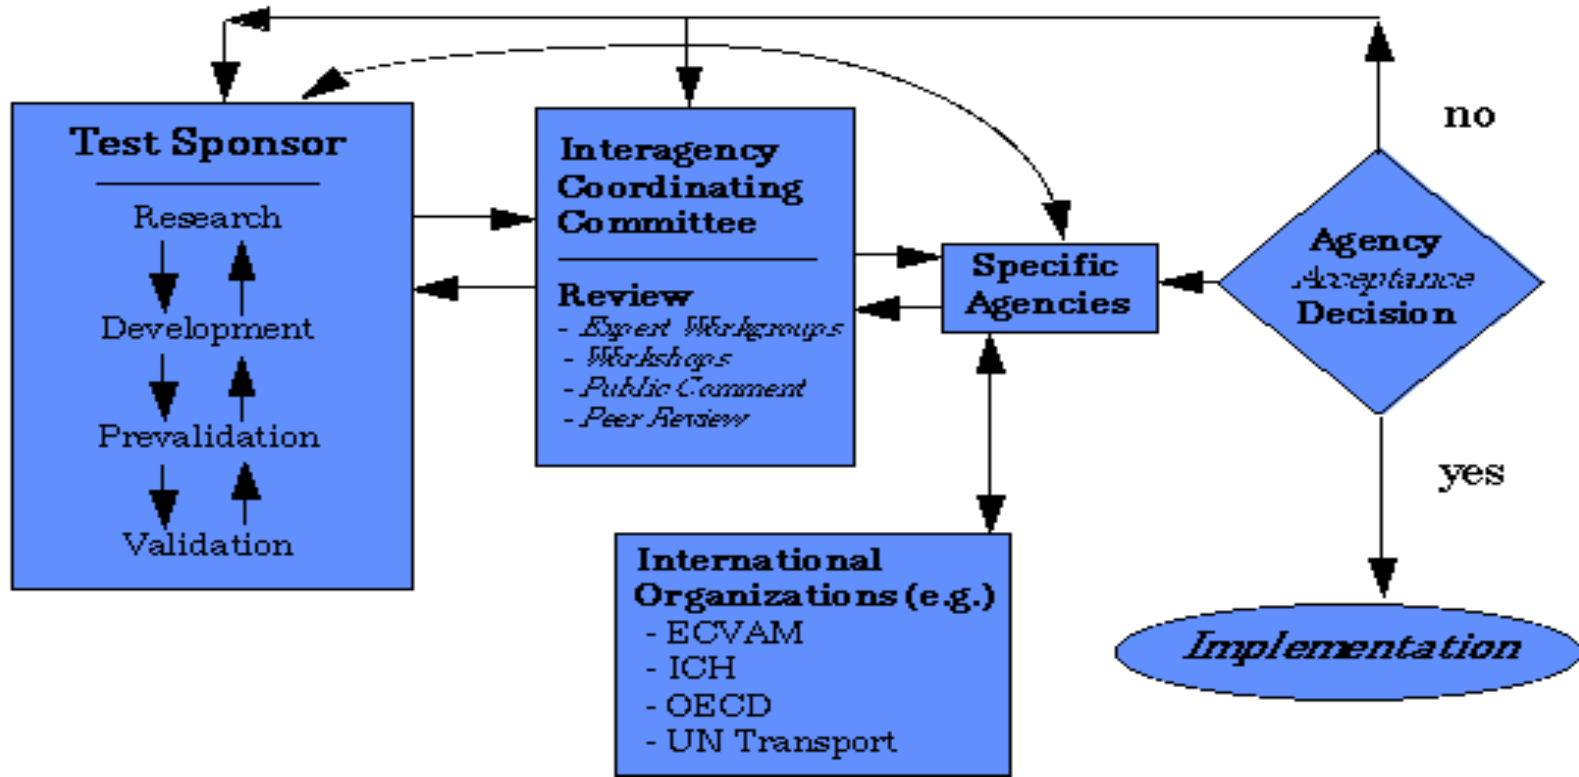 Test Sponsor
Research
Development
Prevalidation
Validation
Interagency
Coordinating
Committee
Review
- Expert Workgroups
- Workshops
- Public Comment
- Peer Review
Specific
Agencies
International
Organizations (e.g.)
- ECVAM
- ICH
- OECD
- UN Transport
no
Agency
Acceptance
Decision
yes
Implementation